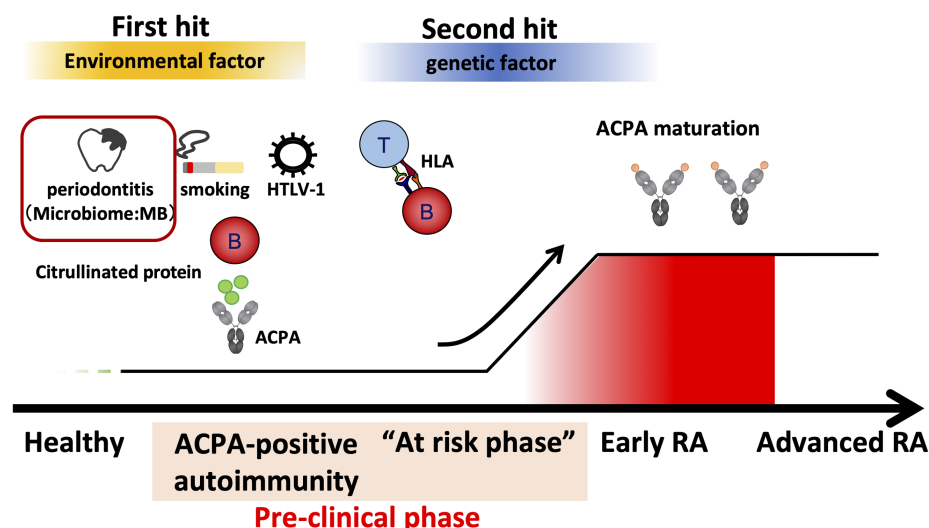 First hit
Environmental factor
Second hit
genetic factor
periodontitis
（Microbiome:MB）
smoking
HTLV-1
T
HLA
B
ACPA maturation
B
Citrullinated protein
ACPA
Healthy
ACPA-positive
autoimmunity
“At risk phase”
Early RA
Advanced RA
Pre-clinical phase